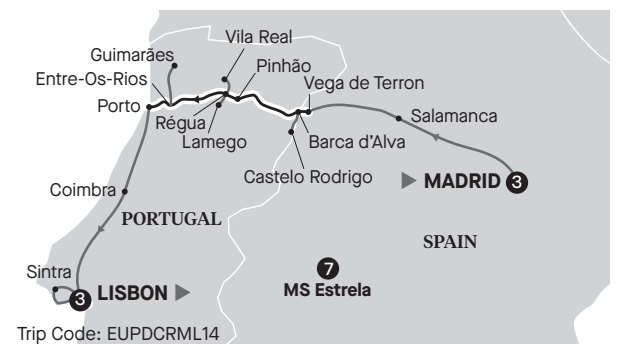 Vila Real
Guimarães
Pinhão
Entre-Os-Rios
Vega de Terron
Porto
Régua
Salamanca
Lamego
Barca d'Alva
Castelo Rodrigo
MADRID 3
Coimbra
PORTUGAL
SPAIN
Sintra
7
MS Estrela
3 LISBON
Trip Code: EUPDCRML14